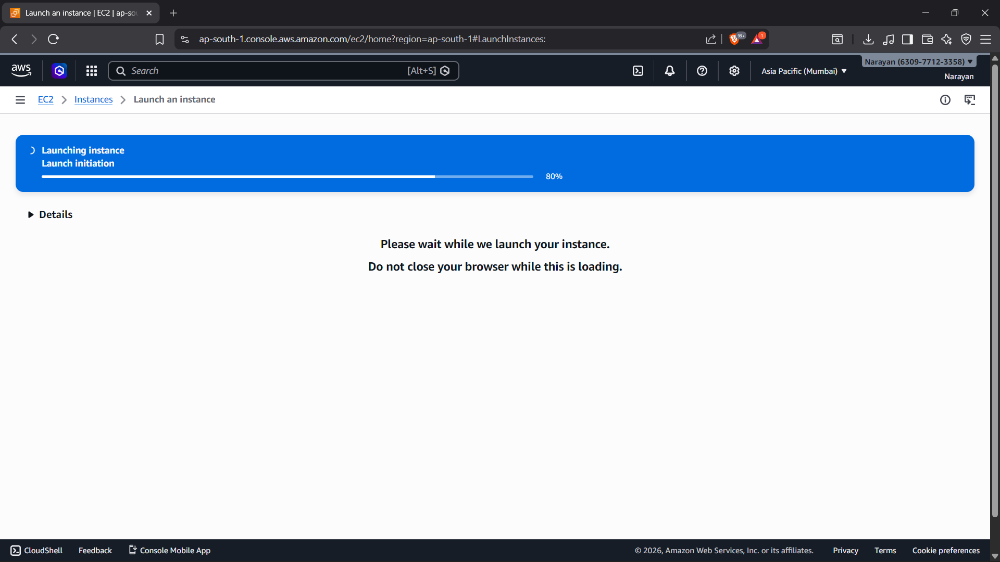 Launch an instance | EC2 | ap-sou
ap-south-1.console.aws.amazon.com/ec2/home?region=ap-south-1#LaunchInstances:
99+
1
aws
Search
[Alt+S]
Asia Pacific (Mumbai)
Narayan (6309-7712-3358)
Narayan
EC2
Instances
Launch an instance
Launching instance
Launch initiation
80%
Details
Please wait while we launch your instance.
Do not close your browser while this is loading.
CloudShell
Feedback
Console Mobile App
© 2026, Amazon Web Services, Inc. or its affiliates.
Privacy
Terms
Cookie preferences